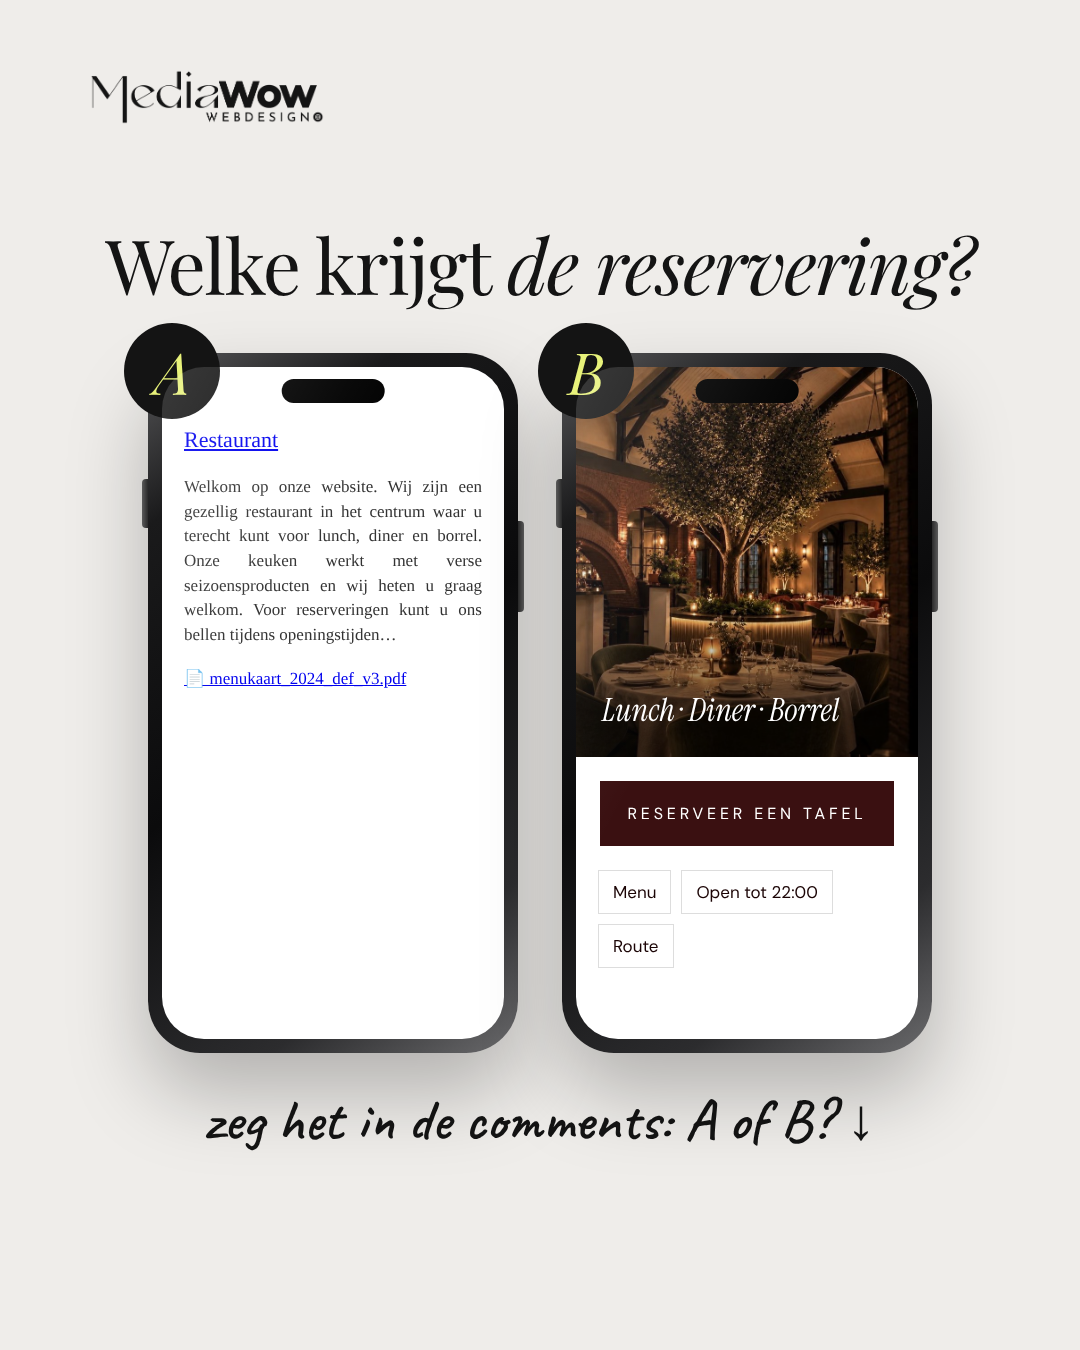 MediaWow
WEBDESIGN
Welke krijgt de reservering?
A
Restaurant
Welkom op onze website. Wij zijn een
gezellig restaurant in het centrum waar u
terecht kunt voor lunch, diner en borrel.
Onze keuken werkt met verse
seizoensproducten en wij heten u graag
welkom. Voor reserveringen kunt u ons
bellen tijdens openingstijden…
📄 menukaart_2024_def_v3.pdf
B
Lunch · Diner · Borrel
RESERVEER EEN TAFEL
Menu
Open tot 22:00
Route
zeg het in de comments: A of B? ↓